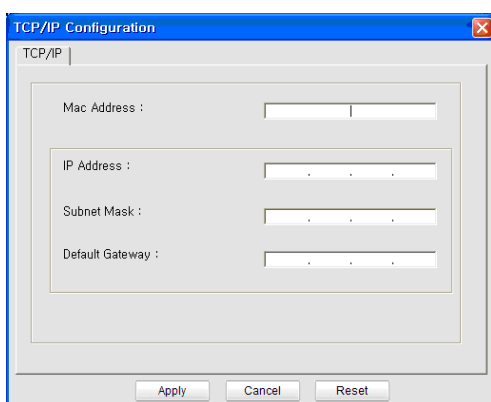 TCP/IP Configuration
TCP/IP
Mac Address :
IP Address :
. . .
Subnet Mask :
. . .
Default Gateway :
. . .
Apply Cancel Reset